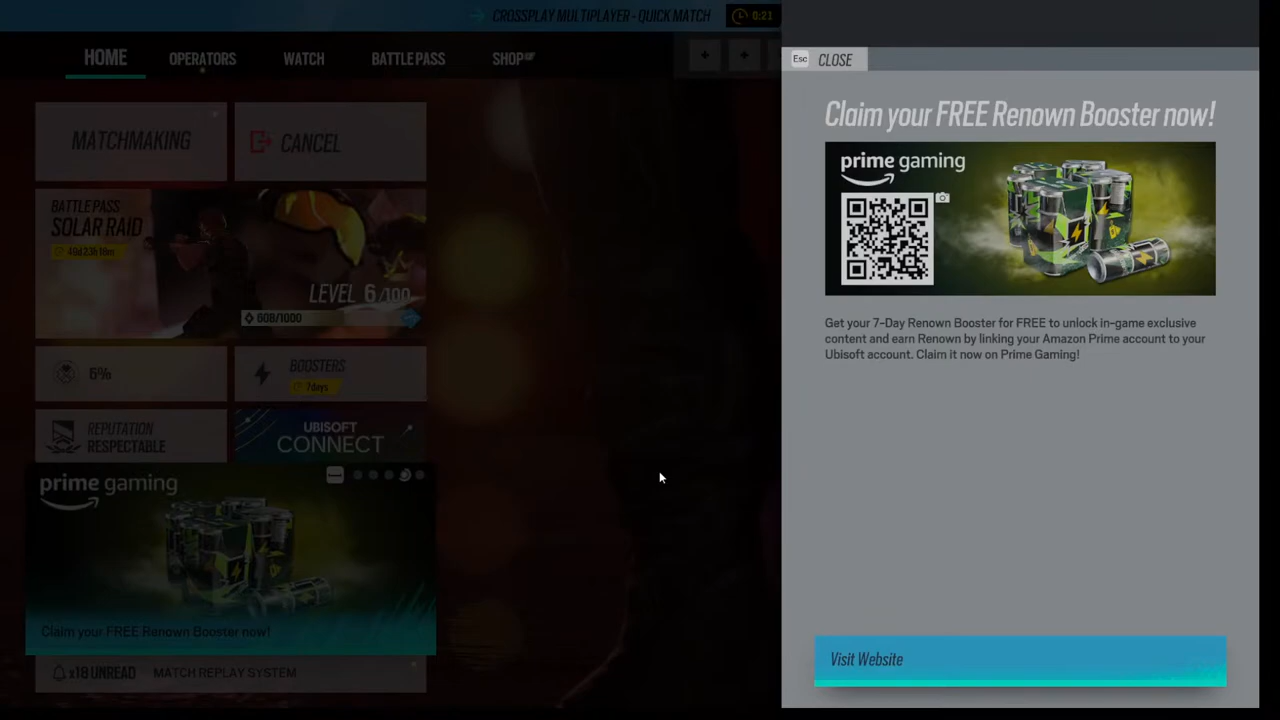 CROSSPLAY MULTIPLAYER - QUICK MATCH
0:21
HOME
OPERATORS
WATCH
BATTLE PASS
SHOP
MATCHMAKING
CANCEL
BATTLE PASS
SOLAR RAID
49d 23h 18m
LEVEL 6/100
608/1000
6%
BOOSTERS
7days
REPUTATION
RESPECTABLE
UBISOFT
CONNECT
prime gaming
Claim your FREE Renown Booster now!
x18 UNREAD
MATCH REPLAY SYSTEM
Esc CLOSE
Claim your FREE Renown Booster now!
prime gaming
Get your 7-Day Renown Booster for FREE to unlock in-game exclusive
content and earn Renown by linking your Amazon Prime account to your
Ubisoft account. Claim it now on Prime Gaming!
Visit Website